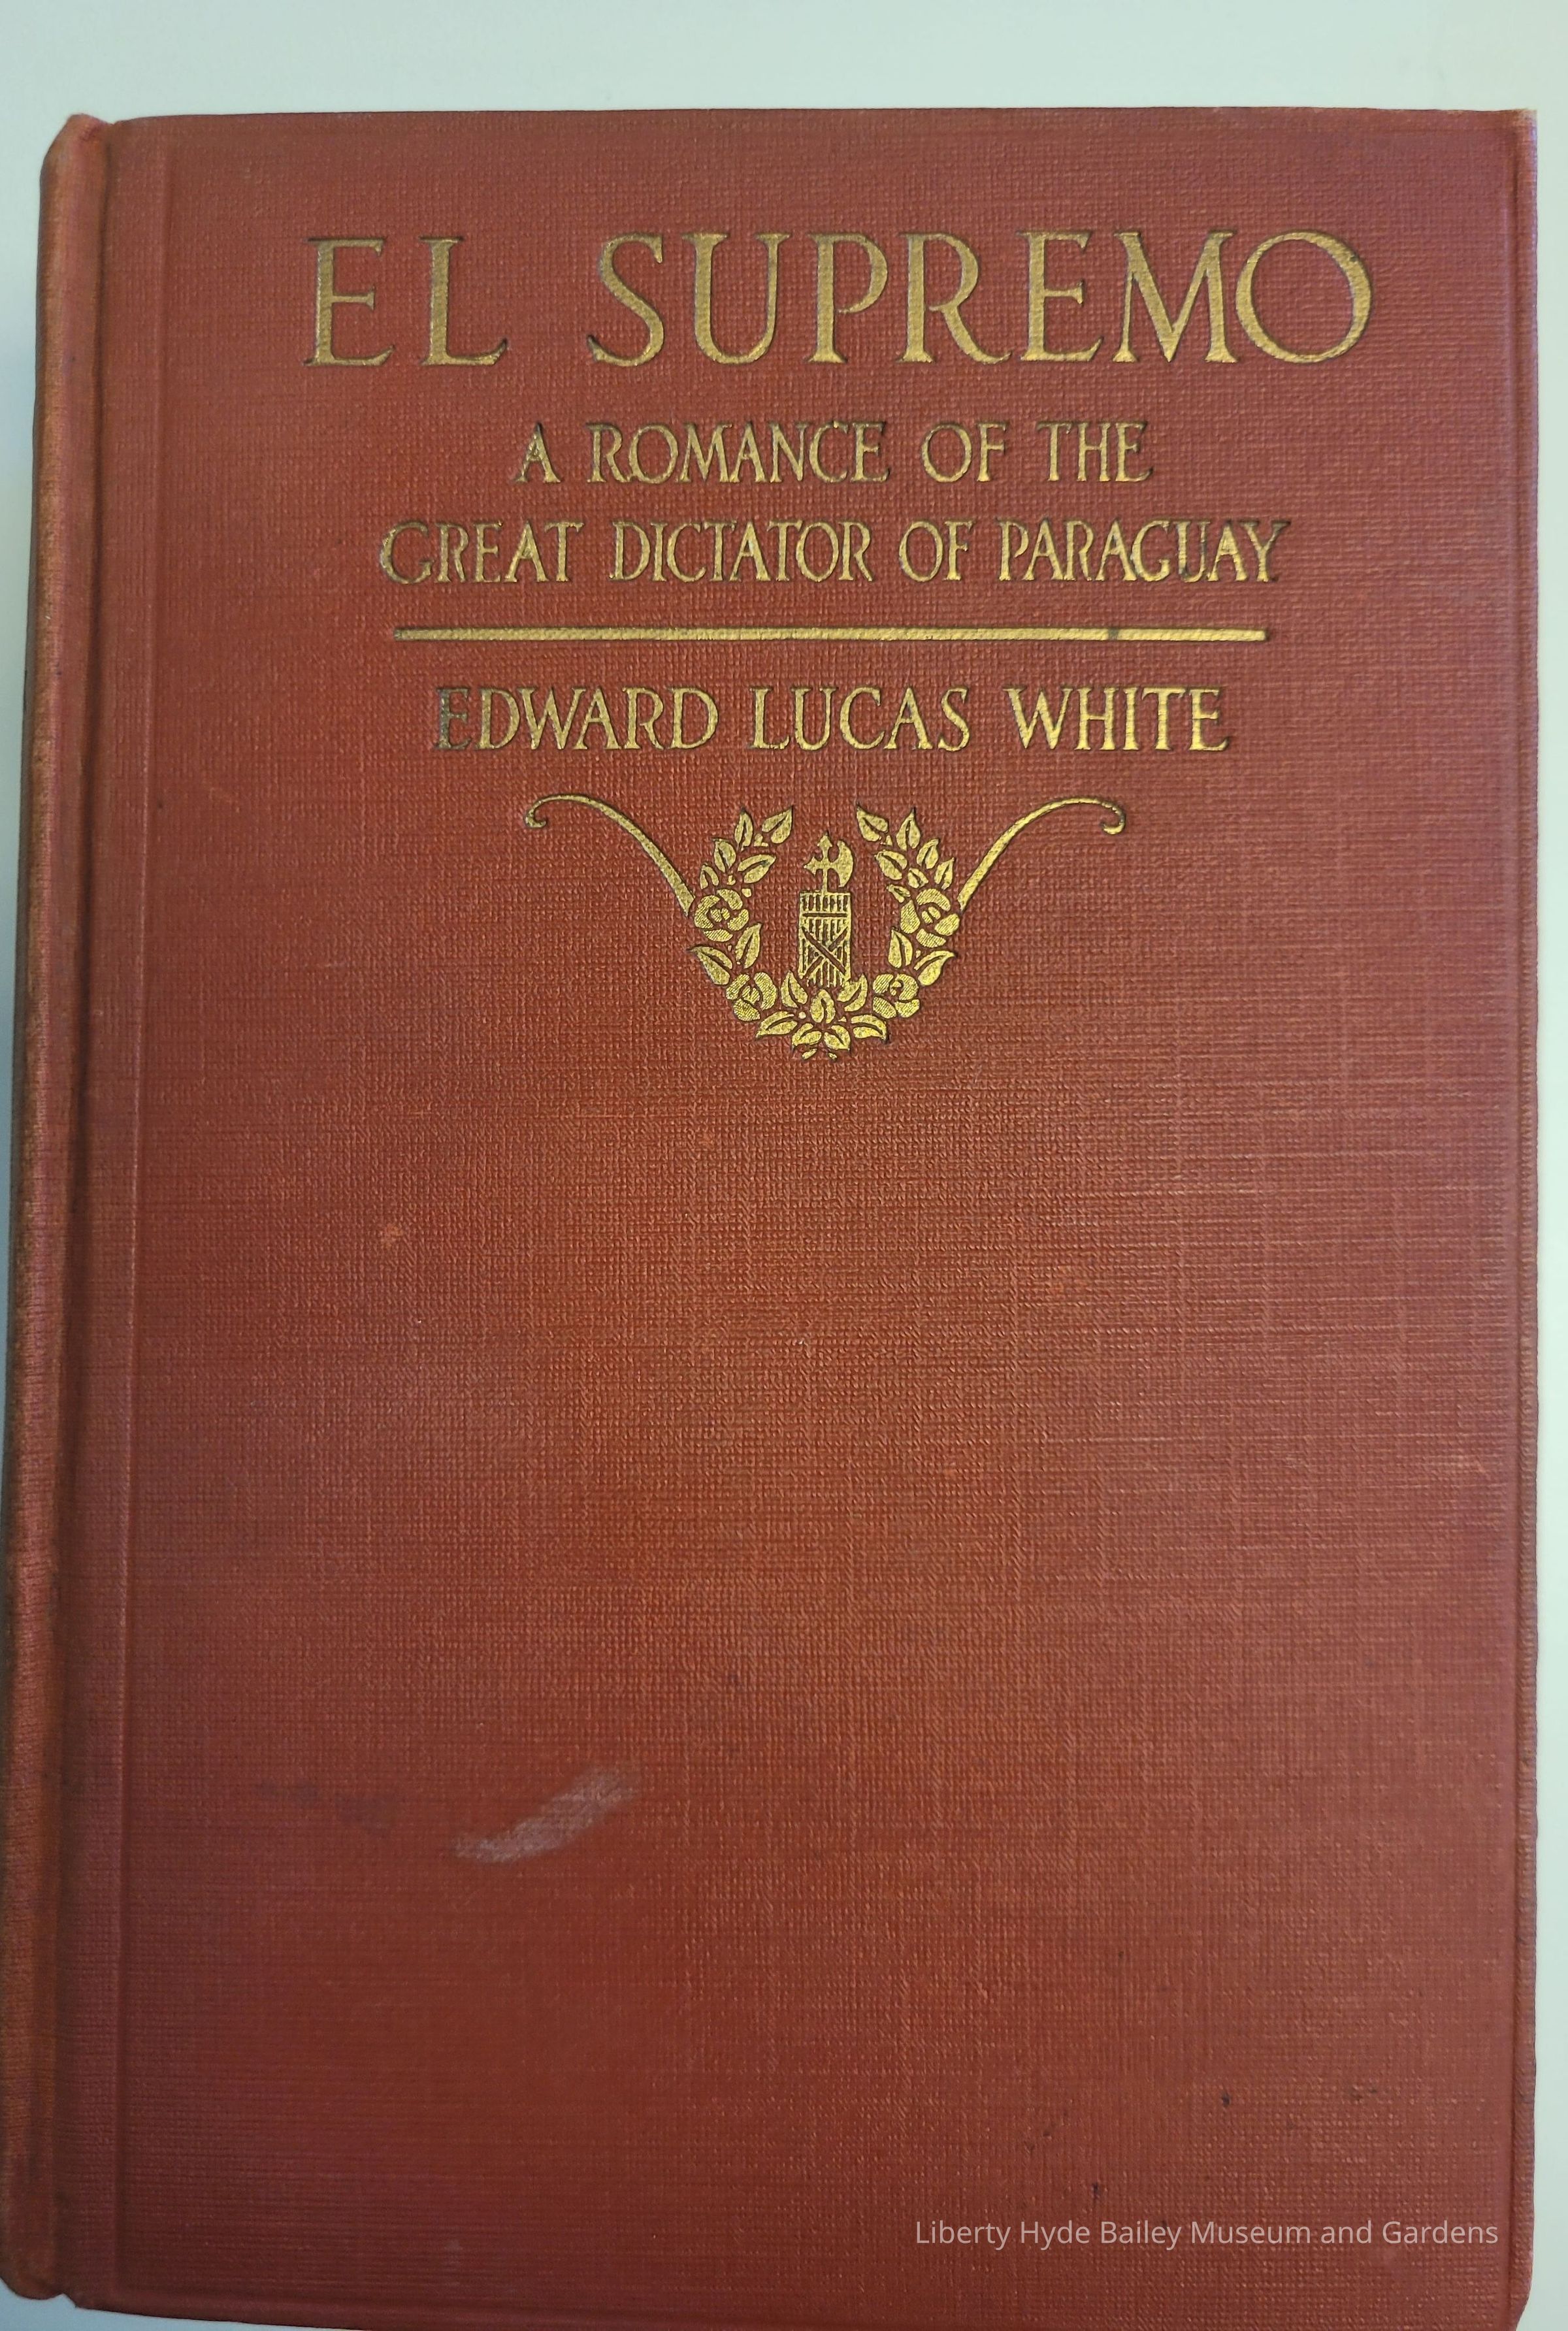 EL SUPREMO
A ROMANCE OF THE
GREAT DICTATOR OF PARAGUAY
EDWARD LUCAS WHITE
Liberty Hyde Bailey Museum and Gardens